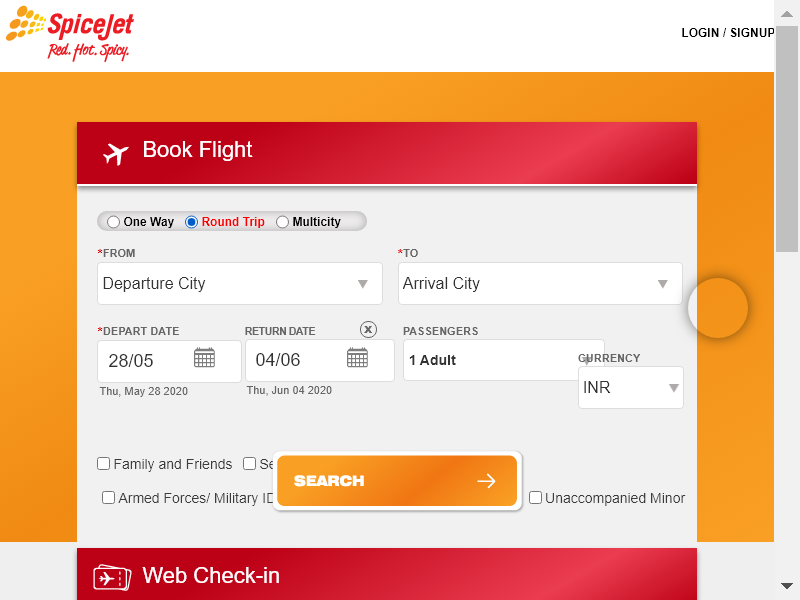 SpiceJet
Red. Hot. Spicy.
LOGIN / SIGNUP
Book Flight
One Way Round Trip Multicity
*FROM *TO
Departure City Arrival City
*DEPART DATE RETURN DATE PASSENGERS
28/05 04/06 1 Adult
CURRENCY
INR
Thu, May 28 2020 Thu, Jun 04 2020
Family and Friends Se
SEARCH
Armed Forces/ Military ID Unaccompanied Minor
Web Check-in